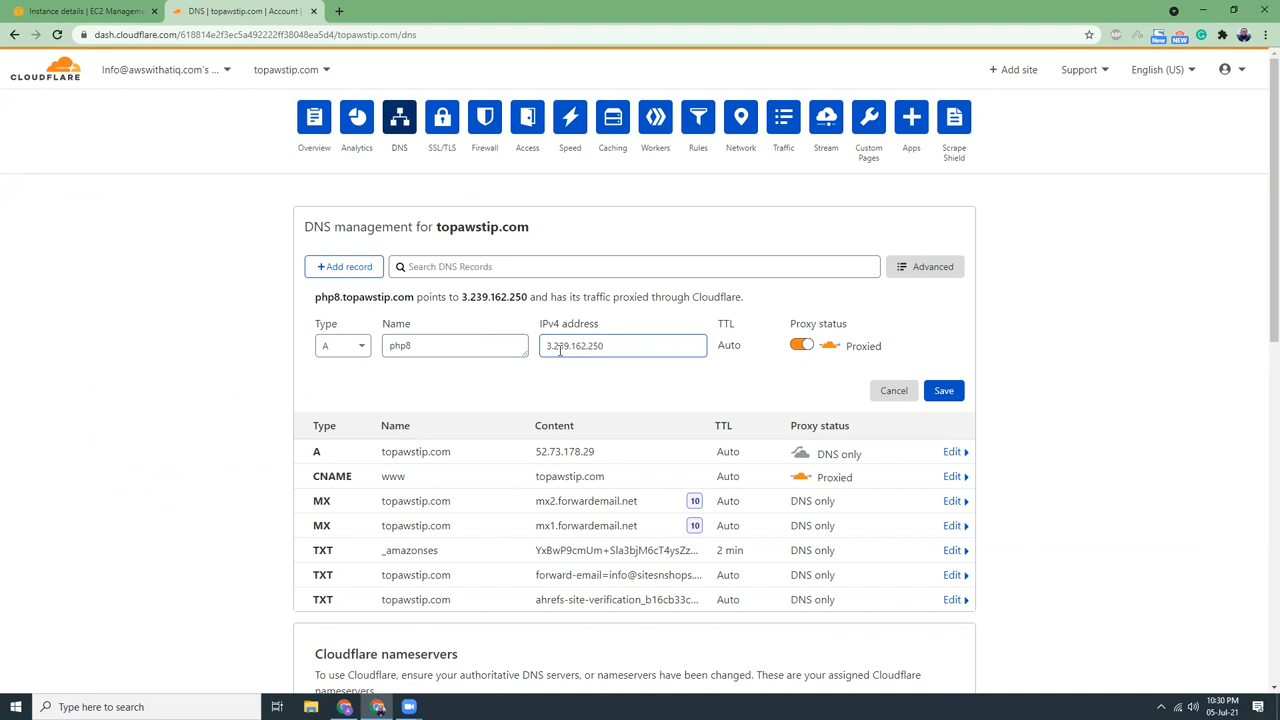 Instance details | EC2 Manageme
DNS | topawstip.com | Account |
dash.cloudflare.com/618814e2f3ec5a492222ff38048ea5d4/topawstip.com/dns
New
New
CLOUDFLARE
Info@awswithatiq.com's ...
topawstip.com
+ Add site
Support
English (US)
Overview
Analytics
DNS
SSL/TLS
Firewall
Access
Speed
Caching
Workers
Rules
Network
Traffic
Stream
Custom Pages
Apps
Scrape Shield
DNS management for topawstip.com
+Add record
Search DNS Records
Advanced
php8.topawstip.com points to 3.239.162.250 and has its traffic proxied through Cloudflare.
Type Name IPv4 address TTL Proxy status
A php8 3.239.162.250 Auto Proxied
Cancel Save
Type Name Content TTL Proxy status
A topawstip.com 52.73.178.29 Auto DNS only Edit
CNAME www topawstip.com Auto Proxied Edit
MX topawstip.com mx2.forwardemail.net 10 Auto DNS only Edit
MX topawstip.com mx1.forwardemail.net 10 Auto DNS only Edit
TXT _amazonses YxBwP9cmUm+Sla3bjM6cT4ysZz... 2 min DNS only Edit
TXT topawstip.com forward-email=info@sitesnshops.... Auto DNS only Edit
TXT topawstip.com ahrefs-site-verification_b16cb33c... Auto DNS only Edit
Cloudflare nameservers
To use Cloudflare, ensure your authoritative DNS servers, or nameservers have been changed. These are your assigned Cloudflare
nameservers.
Type here to search
10:30 PM
05-Jul-21